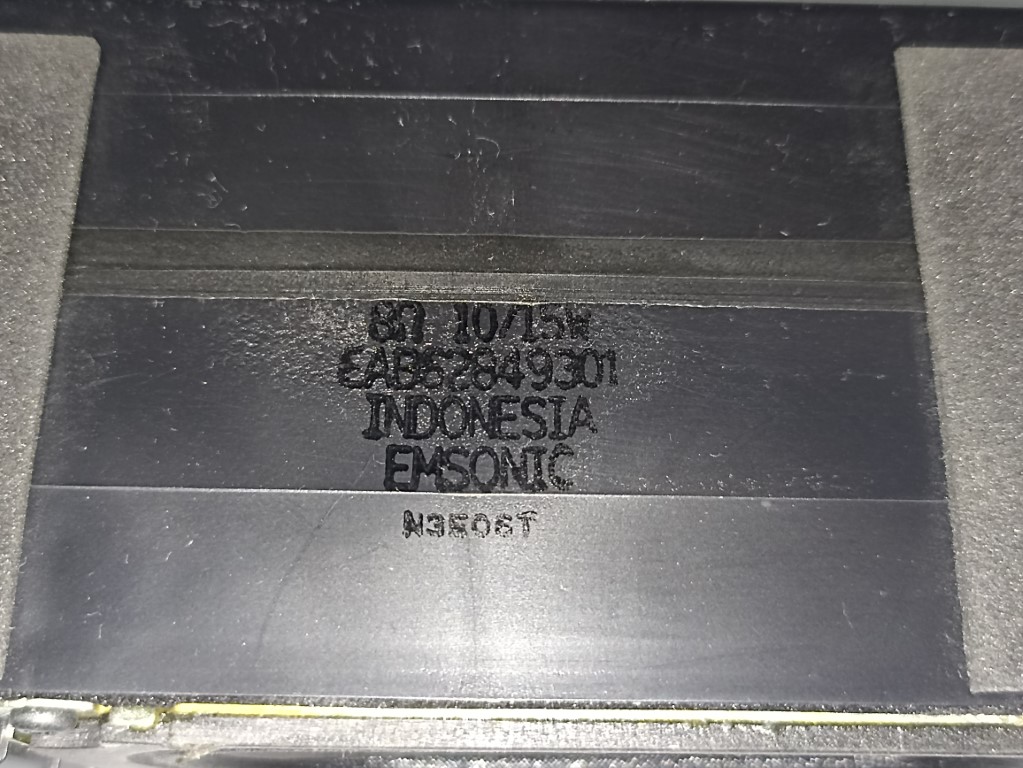 8Ω 10/15W
EAB62849301
INDONESIA
EMSONIC
N3506T